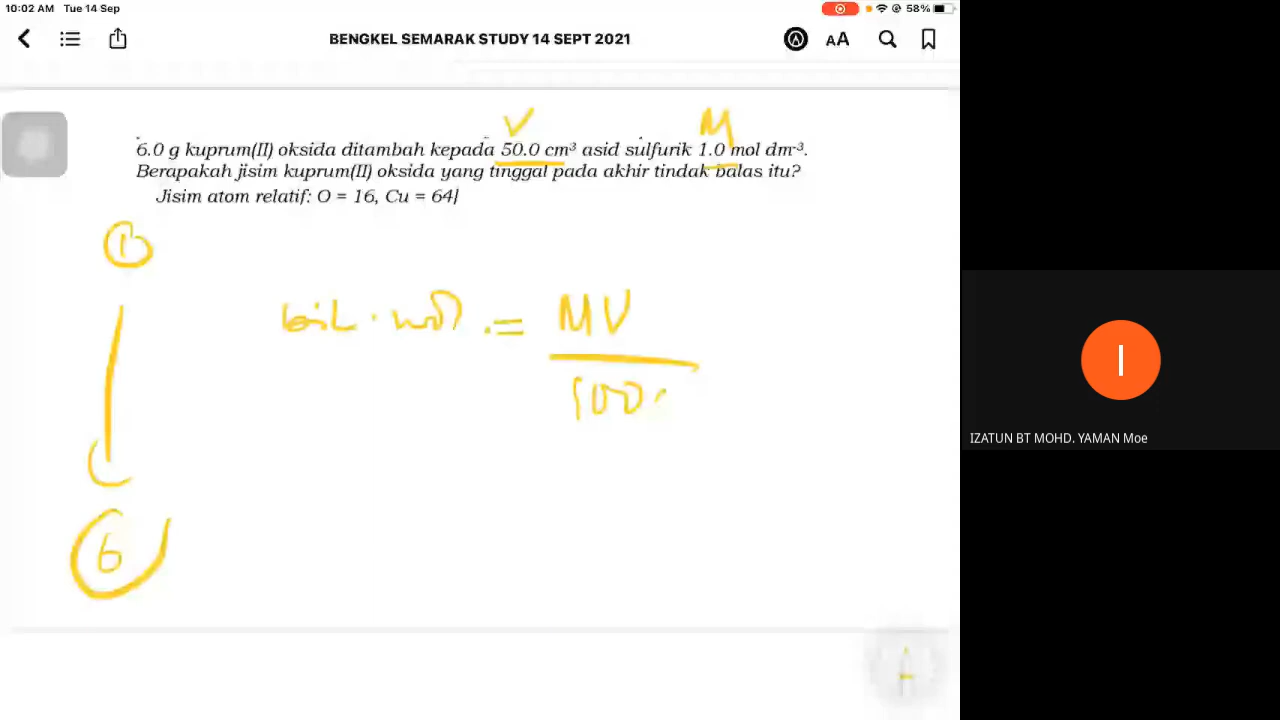 10:02 AM Tue 14 Sep
58%
BENGKEL SEMARAK STUDY 14 SEPT 2021
AA
V
M
6.0 g kuprum(II) oksida ditambah kepada 50.0 cm³ asid sulfurik 1.0 mol dm⁻³.
Berapakah jisim kuprum(II) oksida yang tinggal pada akhir tindak balas itu?
Jisim atom relatif: O = 16, Cu = 64]
1
bil. mol = MV
100
6
I
IZATUN BT MOHD. YAMAN Moe